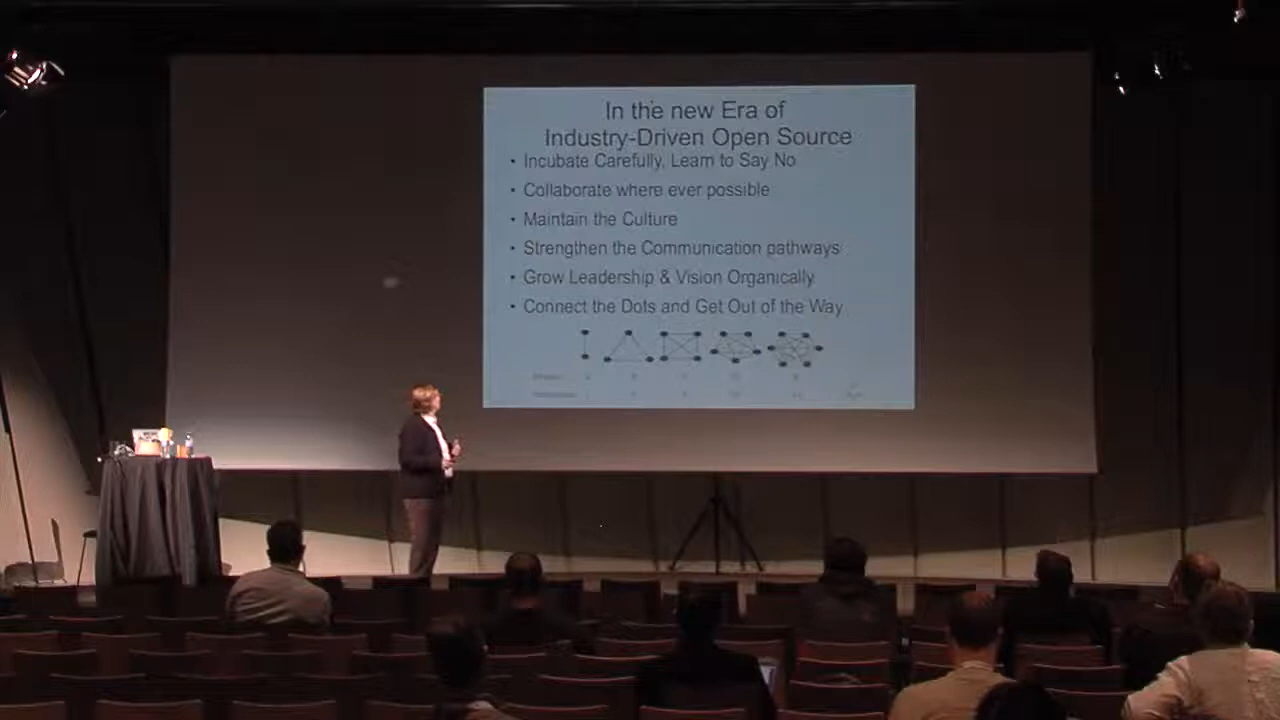 In the new Era of
Industry-Driven Open Source
• Incubate Carefully, Learn to Say No
• Collaborate where ever possible
• Maintain the Culture
• Strengthen the Communication pathways
• Grow Leadership & Vision Organically
• Connect the Dots and Get Out of the Way